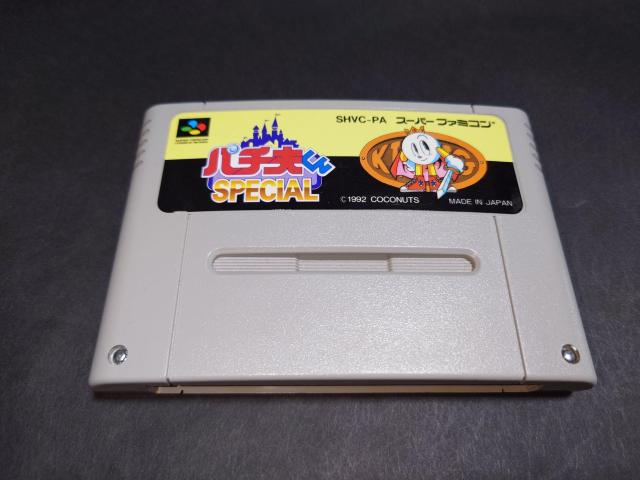 SHVC-PA スーパーファミコン
パチ夫くん
SPECIAL
KING
©1992 COCONUTS
MADE IN JAPAN